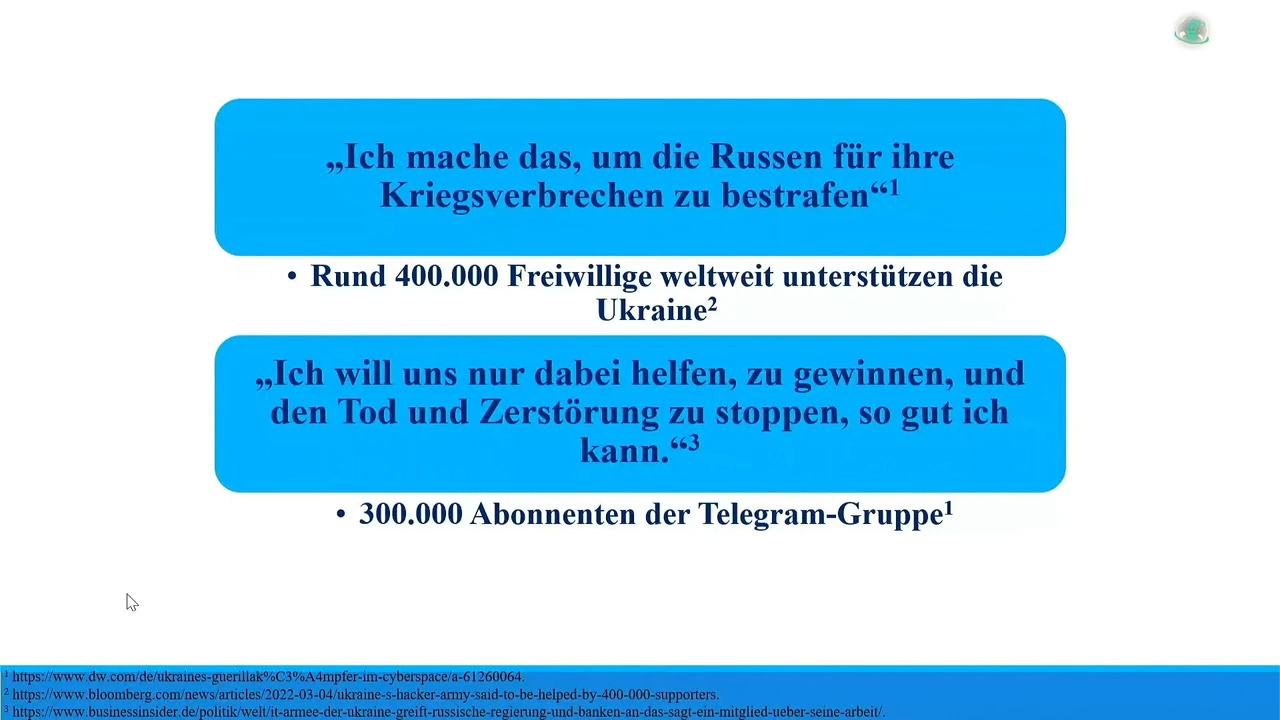 „Ich mache das, um die Russen für ihre
Kriegsverbrechen zu bestrafen“¹
• Rund 400.000 Freiwillige weltweit unterstützen die
Ukraine²
„Ich will uns nur dabei helfen, zu gewinnen, und
den Tod und Zerstörung zu stoppen, so gut ich
kann.“³
• 300.000 Abonnenten der Telegram-Gruppe¹
¹ https://www.dw.com/de/ukraines-guerillak%C3%A4mpfer-im-cyberspace/a-61260064.
² https://www.bloomberg.com/news/articles/2022-03-04/ukraine-s-hacker-army-said-to-be-helped-by-400-000-supporters.
³ https://www.businessinsider.de/politik/welt/it-armee-der-ukraine-greift-russische-regierung-und-banken-an-das-sagt-ein-mitglied-ueber-seine-arbeit/.